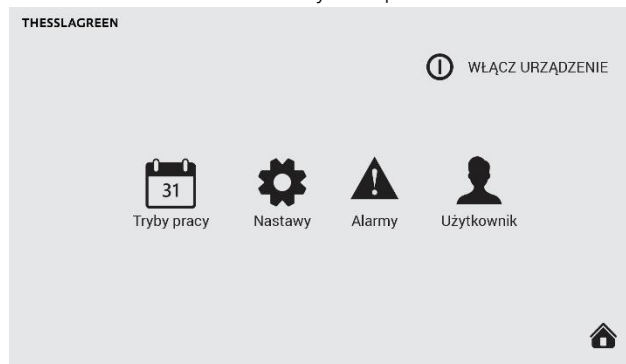 THESSLAGREEN
WŁĄCZ URZĄDZENIE
31
Tryby pracy
Nastawy
Alarmy
Użytkownik